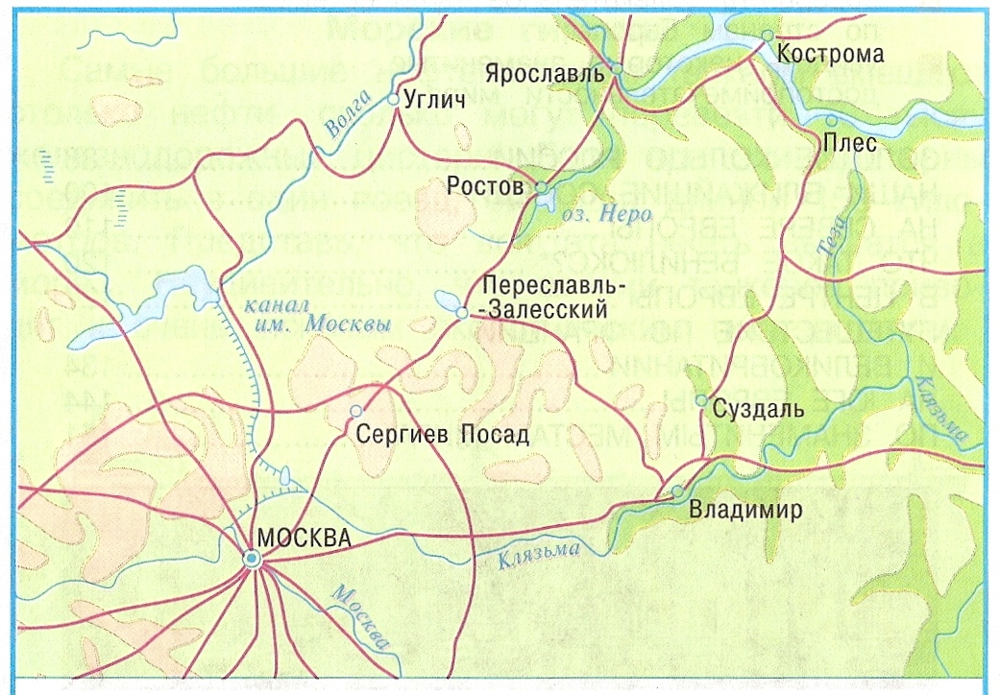 Кострома
Ярославль
Углич
Волга
Плес
Ростов
оз. Неро
Теза
Переславль-
-Залесский
канал
им. Москвы
Клязьма
Суздаль
Сергиев Посад
Владимир
МОСКВА
Клязьма
Москва